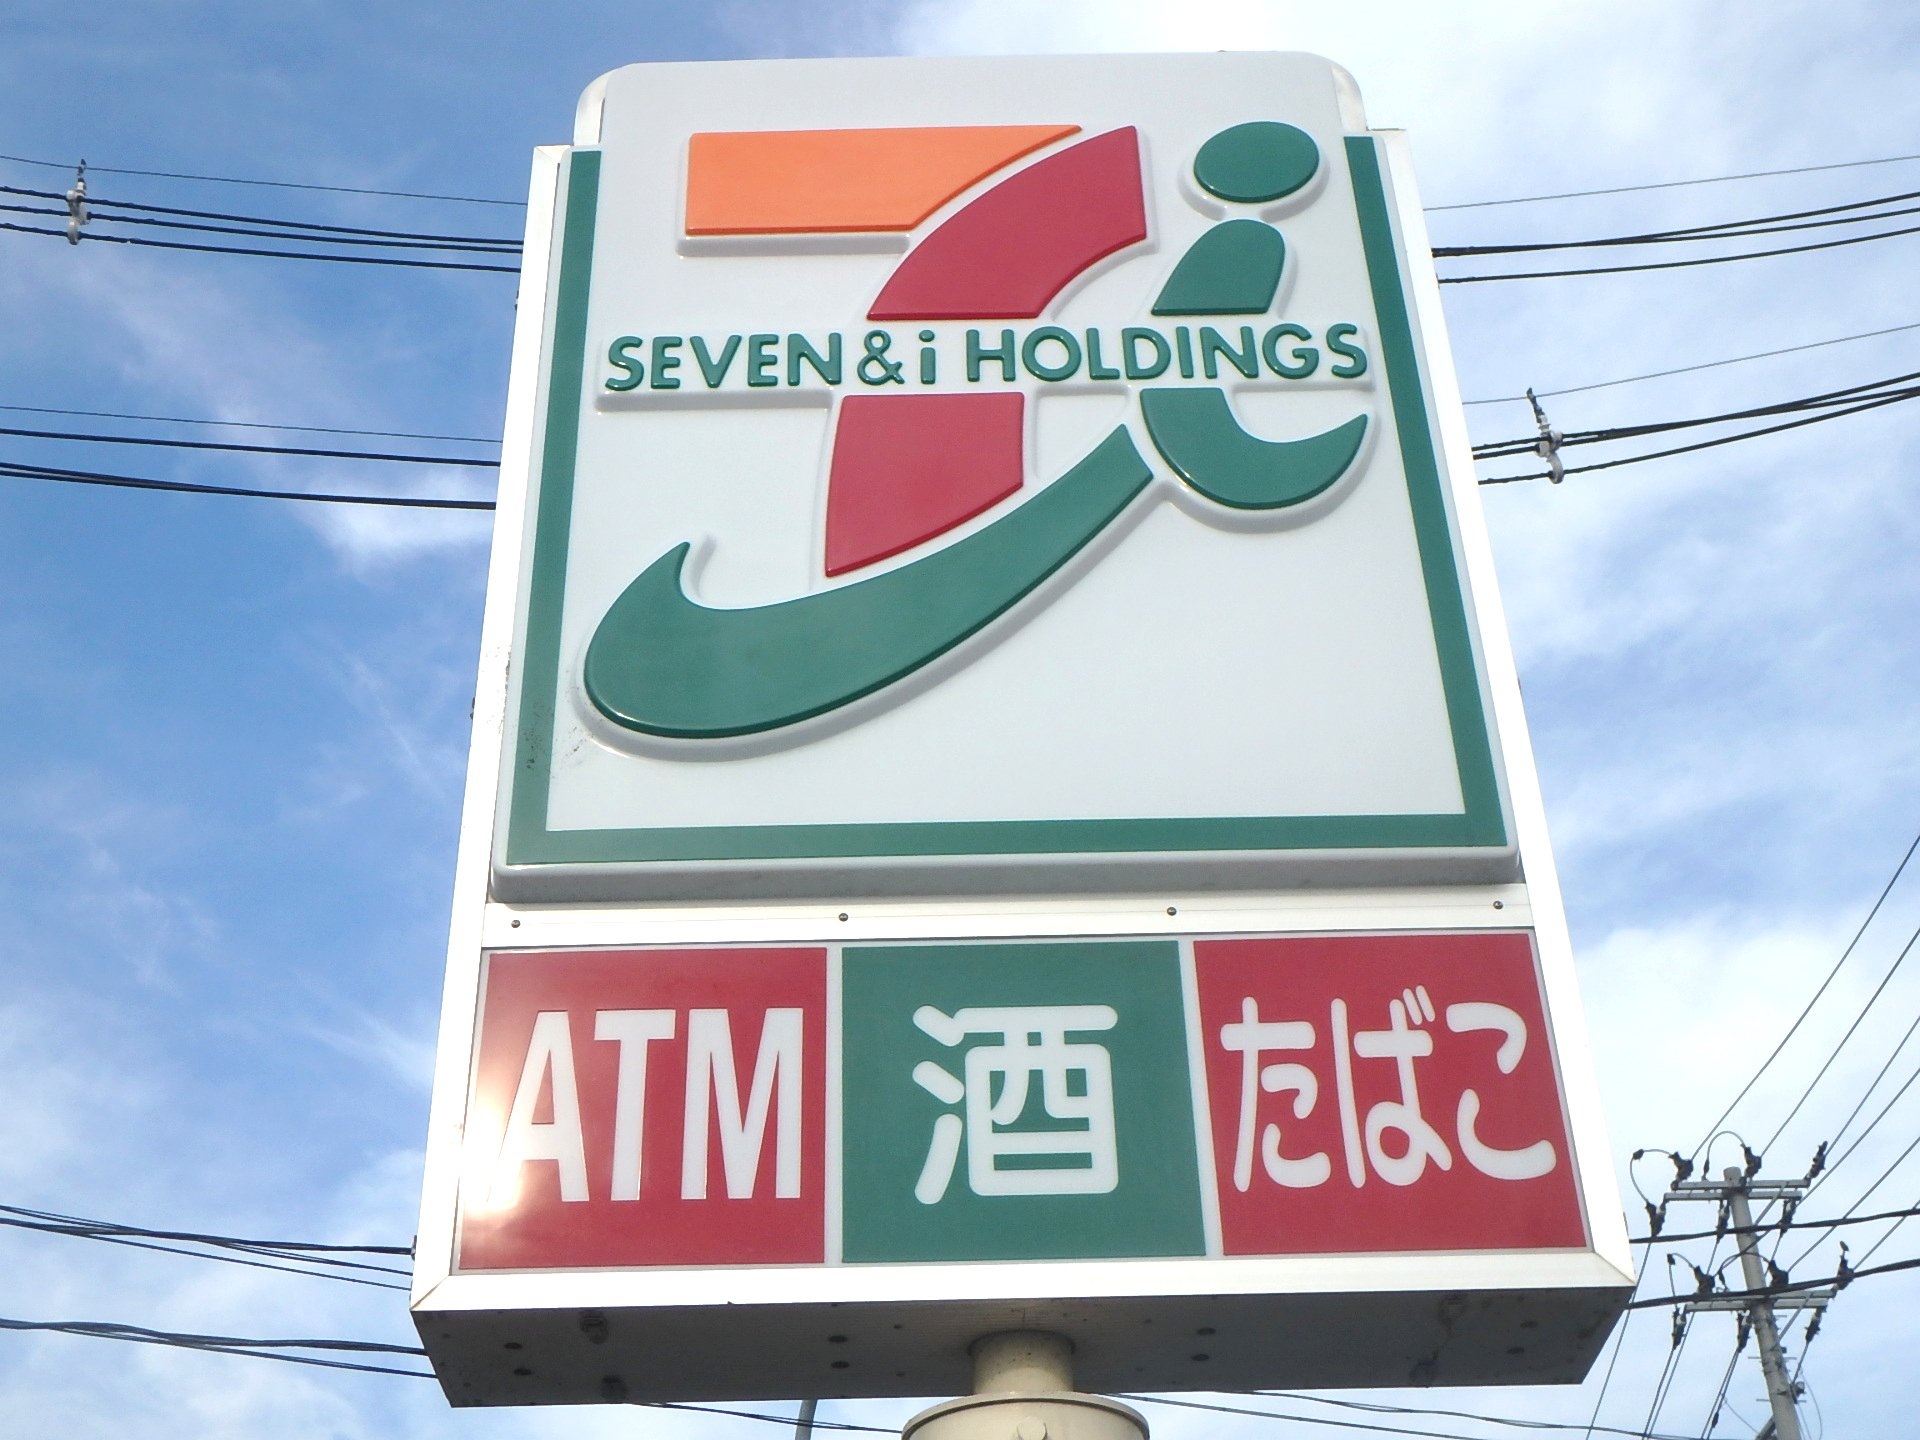 SEVEN&i HOLDINGS
ATM 酒 たばこ